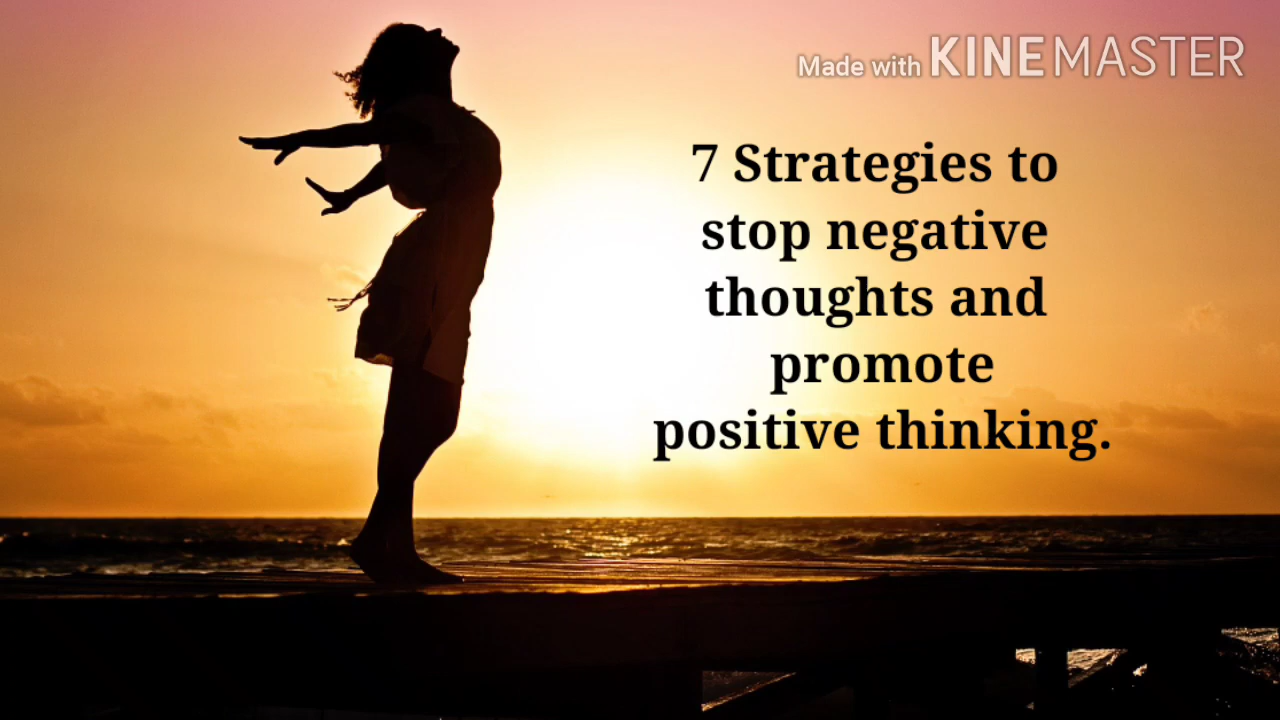 Made with KINEMASTER
7 Strategies to
stop negative
thoughts and
promote
positive thinking.